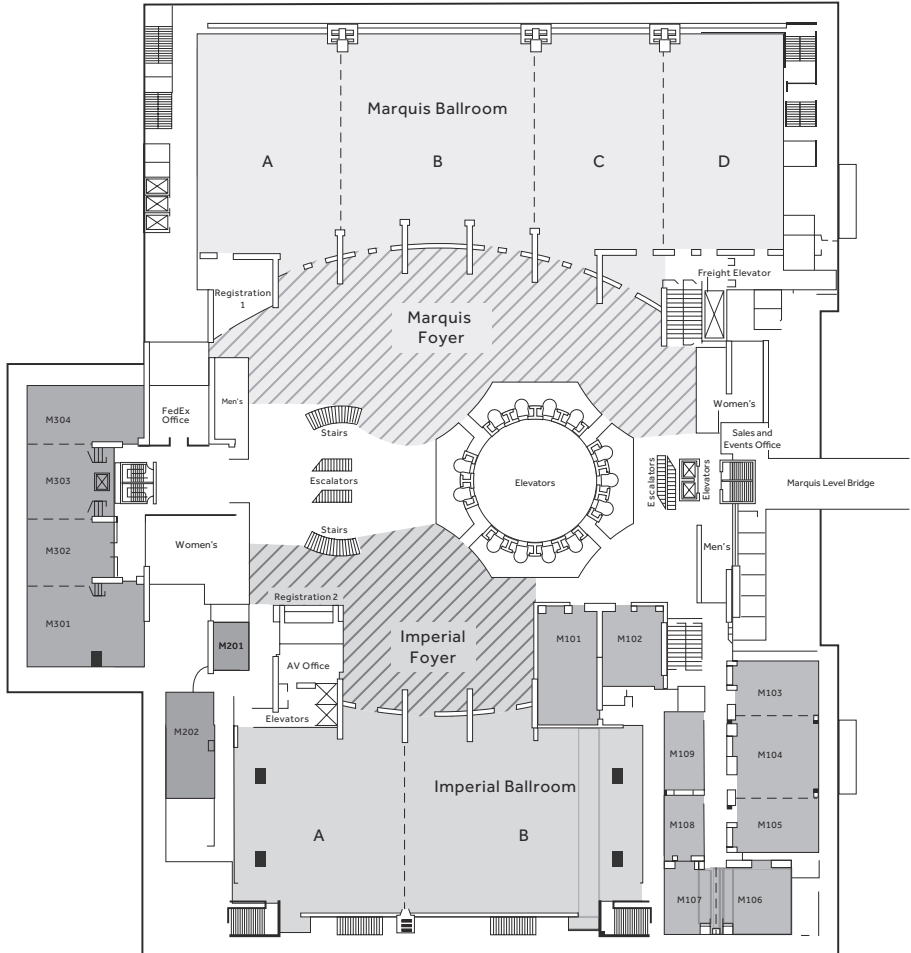 Marquis Ballroom
A
B
C
D
Freight Elevator
Registration
1
Marquis
Foyer
Men's
Women's
M304
FedEx
Office
Stairs
Sales and
Events Office
M303
Escalators
Elevators
Escalators
Elevators
Marquis Level Bridge
M302
Women's
Stairs
Men's
Registration 2
M301
M201
Imperial
Foyer
M101
M102
AV Office
M103
Elevators
M202
M109
M104
Imperial Ballroom
A
B
M108
M105
M107
M106